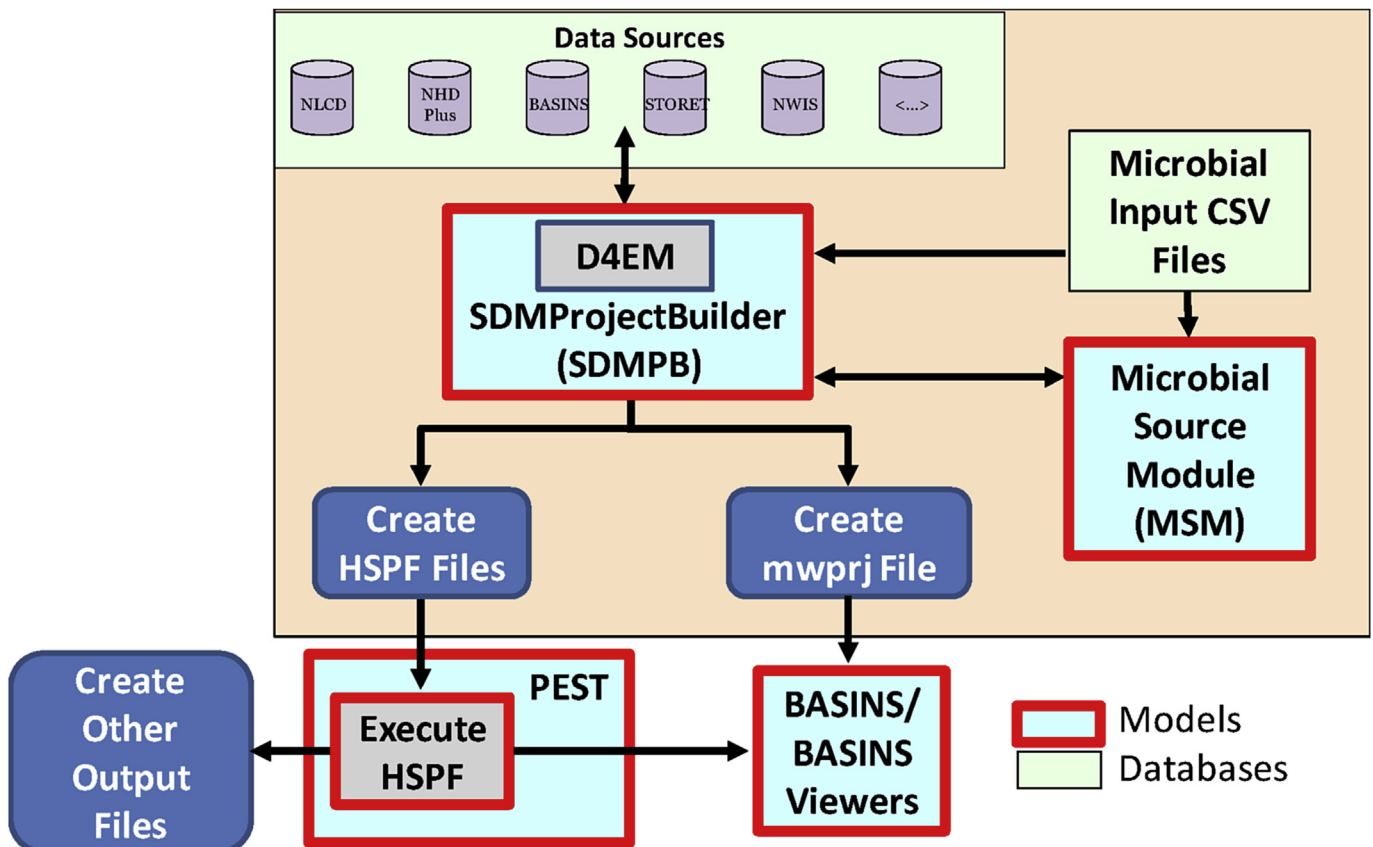 Data Sources
NLCD
NHD
Plus
BASINS
STORET
NWIS
<...>
Microbial
Input CSV
Files
D4EM
SDMProjectBuilder
(SDMPB)
Microbial
Source
Module
(MSM)
Create
HSPF Files
Create
mwprj File
Create
Other
Output
Files
PEST
Execute
HSPF
BASINS/
BASINS
Viewers
Models
Databases